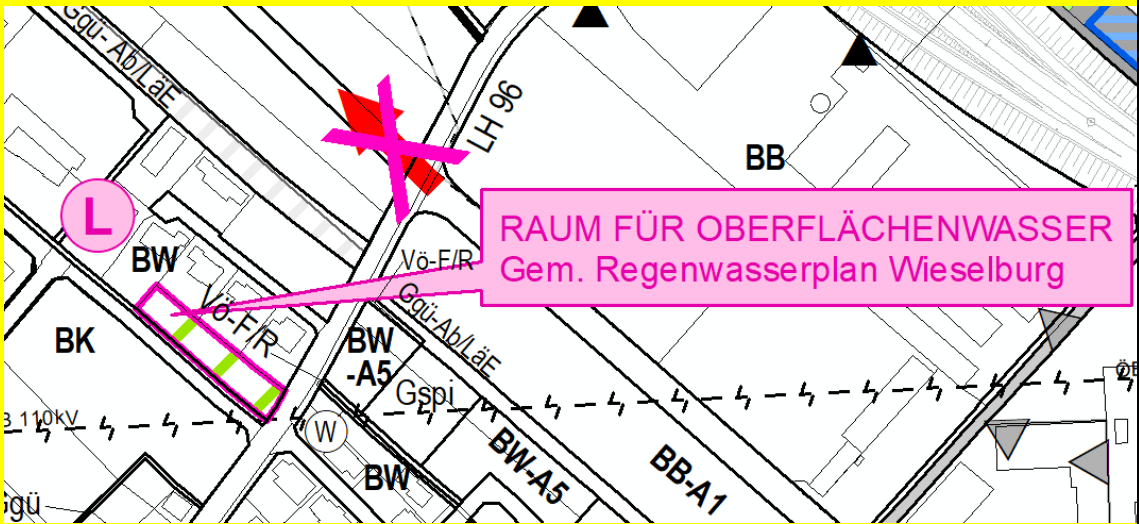 Ggü-Ab/LäE
LH 96
BB
L
RAUM FÜR OBERFLÄCHENWASSER
Gem. Regenwasserplan Wieselburg
BW
Vö-F/R
Vö-F/R
Ggü-Ab/LäE
BK
BW
-A5
Gspi
110kV
W
BW
BW-A5
BB-A1